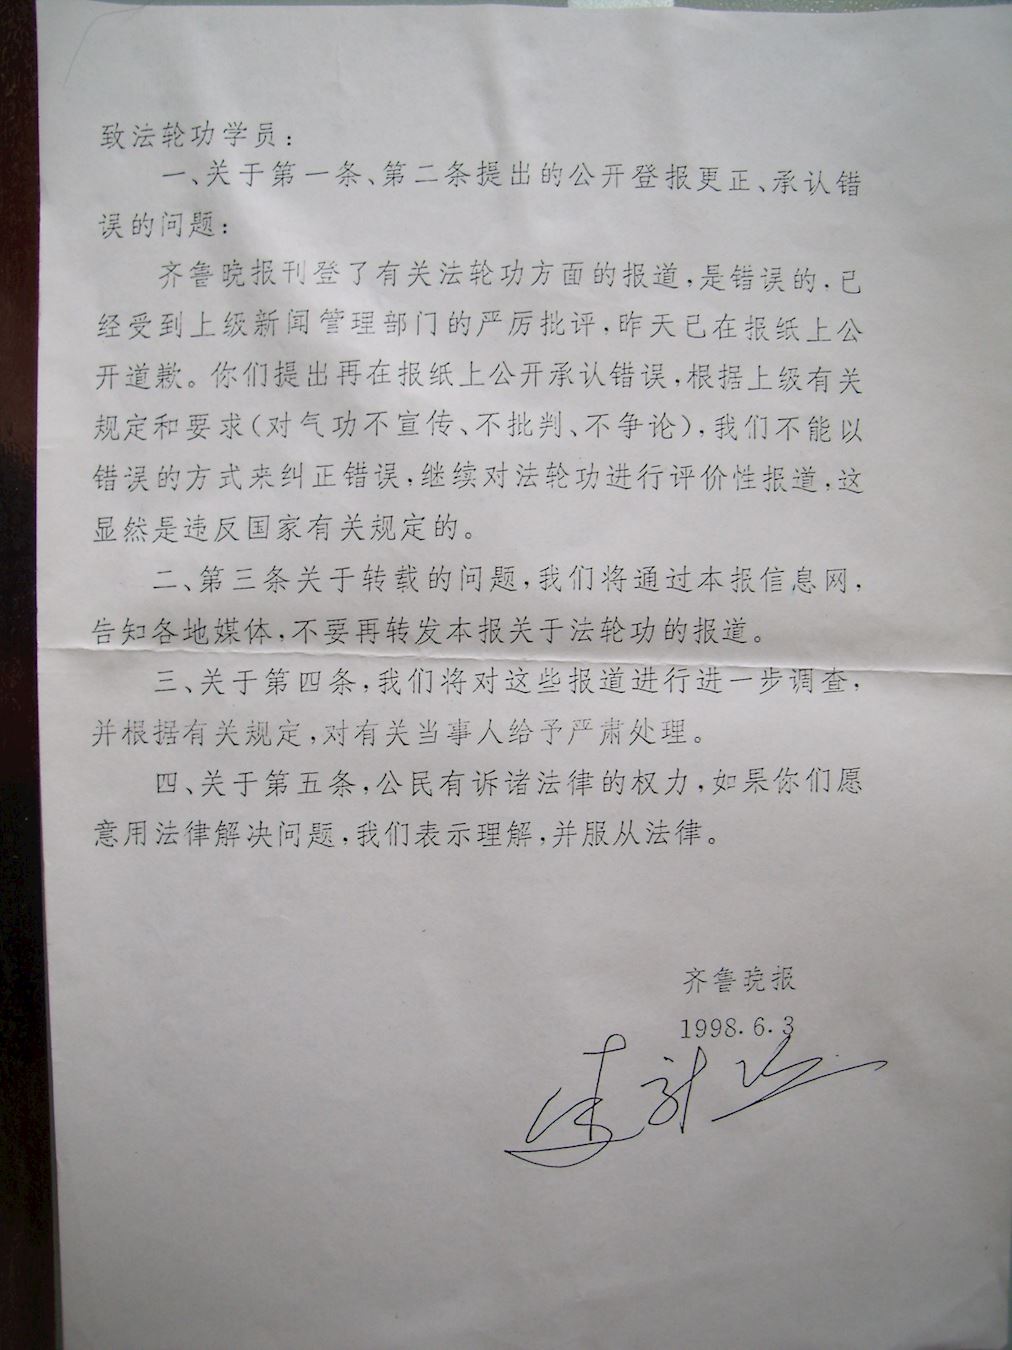 致法轮功学员:
一、关于第一条、第二条提出的公开登报更正、承认错
误的问题:
齐鲁晚报刊登了有关法轮功方面的报道,是错误的,已
经受到上级新闻管理部门的严厉批评,昨天已在报纸上公
开道歉。你们提出再在报纸上公开承认错误,根据上级有关
规定和要求(对气功不宣传、不批判、不争论),我们不能以
错误的方式来纠正错误,继续对法轮功进行评价性报道,这
显然是违反国家有关规定的。
二、第三条关于转载的问题,我们将通过本报信息网,
告知各地媒体,不要再转发本报关于法轮功的报道。
三、关于第四条,我们将对这些报道进行进一步调查,
并根据有关规定,对有关当事人给予严肃处理。
四、关于第五条,公民有诉诸法律的权力,如果你们愿
意用法律解决问题,我们表示理解,并服从法律。
齐鲁晚报
1998.6.3